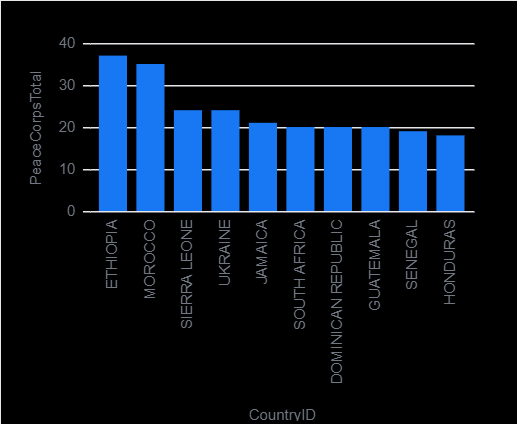 PeaceCorpsTotal
40
30
20
10
0
ETHIOPIA
MOROCCO
SIERRA LEONE
UKRAINE
JAMAICA
SOUTH AFRICA
DOMINICAN REPUBLIC
GUATEMALA
SENEGAL
HONDURAS
CountryID